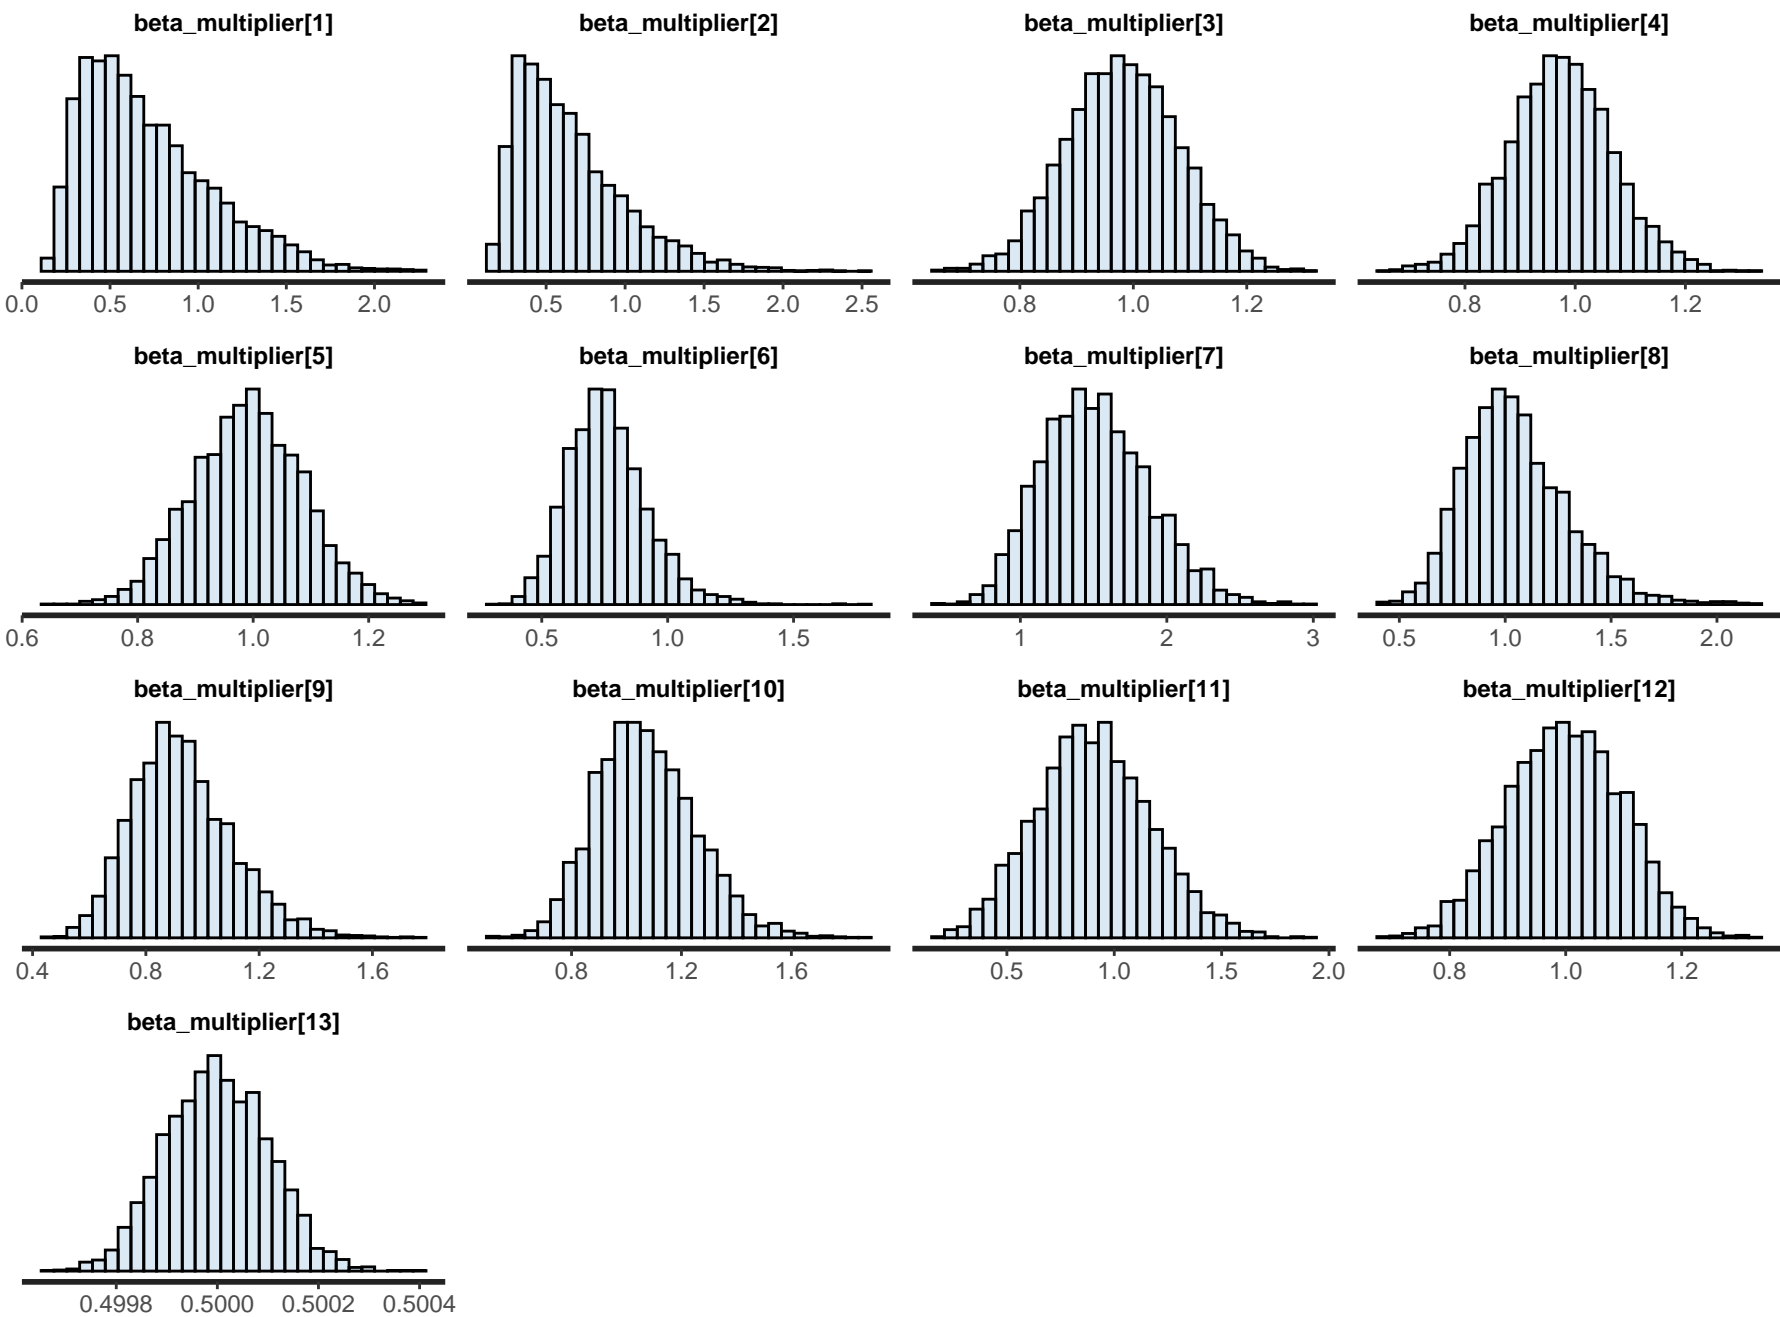 beta_multiplier[1] beta_multiplier[2] beta_multiplier[3] beta_multiplier[4]
0.0 0.5 1.0 1.5 2.0 0.5 1.0 1.5 2.0 2.5 0.8 1.0 1.2 0.8 1.0 1.2
beta_multiplier[5] beta_multiplier[6] beta_multiplier[7] beta_multiplier[8]
0.6 0.8 1.0 1.2 0.5 1.0 1.5 1 2 3 0.5 1.0 1.5 2.0
beta_multiplier[9] beta_multiplier[10] beta_multiplier[11] beta_multiplier[12]
0.4 0.8 1.2 1.6 0.8 1.2 1.6 0.5 1.0 1.5 2.0 0.8 1.0 1.2
beta_multiplier[13]
0.4998 0.5000 0.5002 0.5004